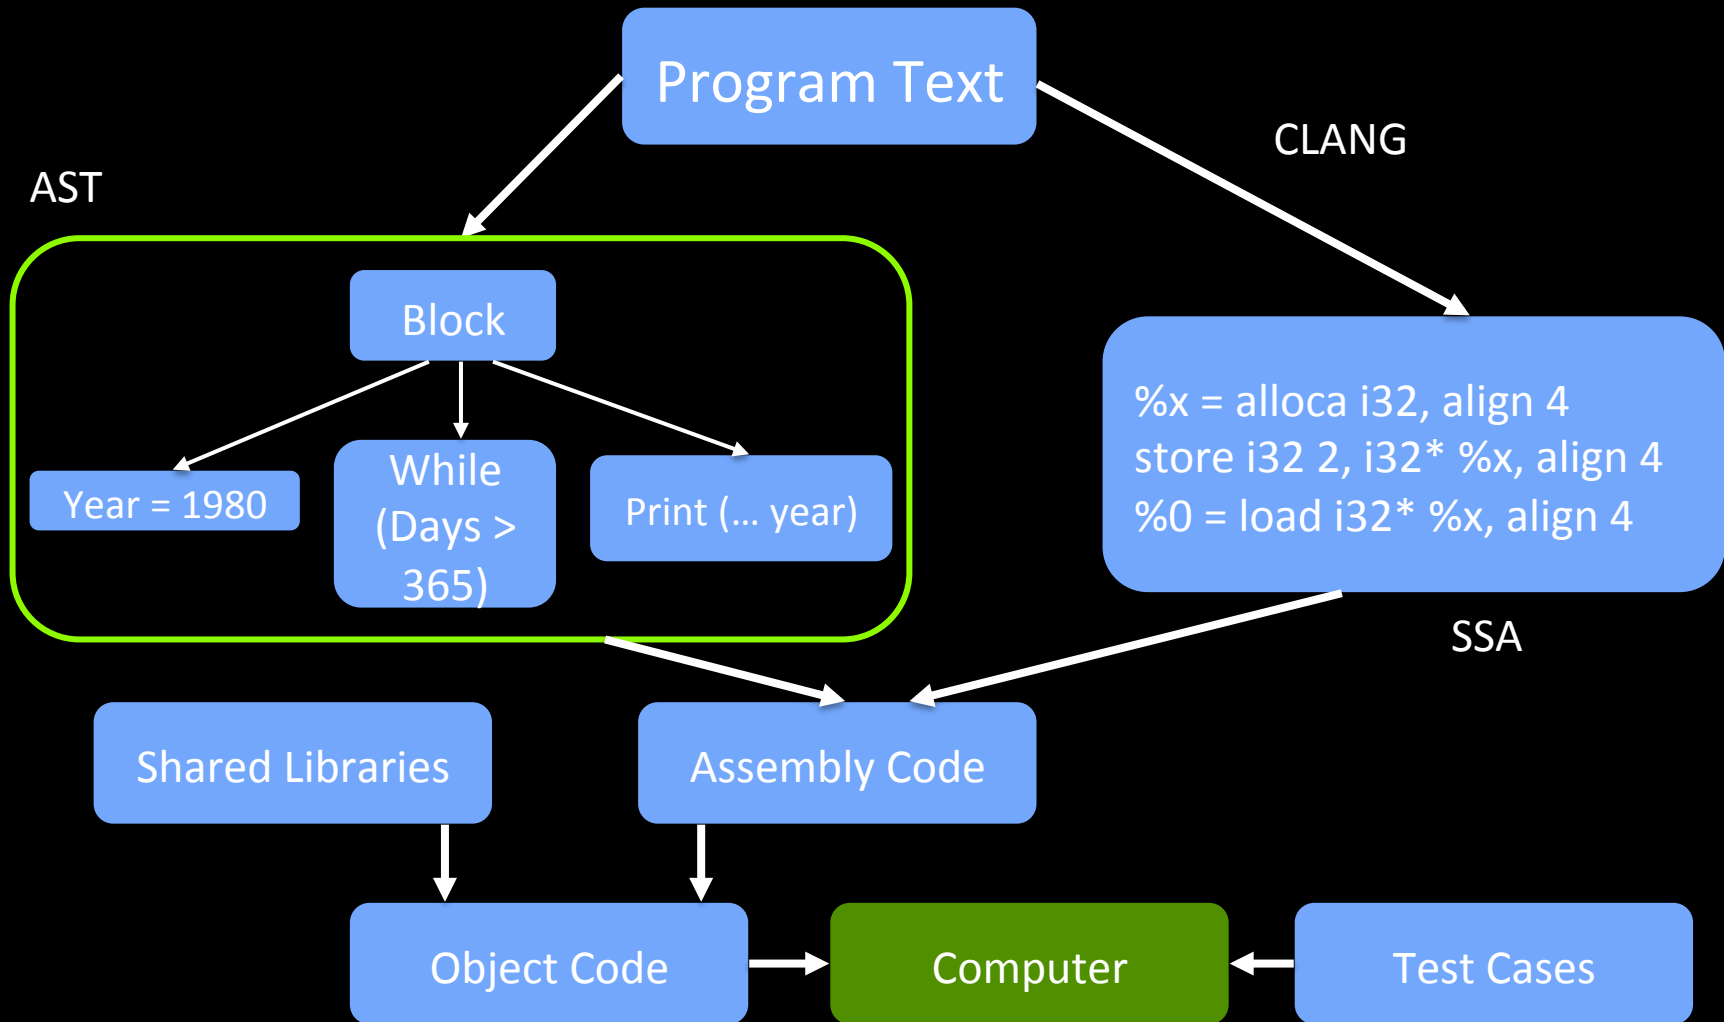 Program Text
CLANG
AST
Block
Year = 1980
While
(Days >
365)
Print (... year)
%x = alloca i32, align 4
store i32 2, i32* %x, align 4
%0 = load i32* %x, align 4
SSA
Shared Libraries
Assembly Code
Object Code
Computer
Test Cases